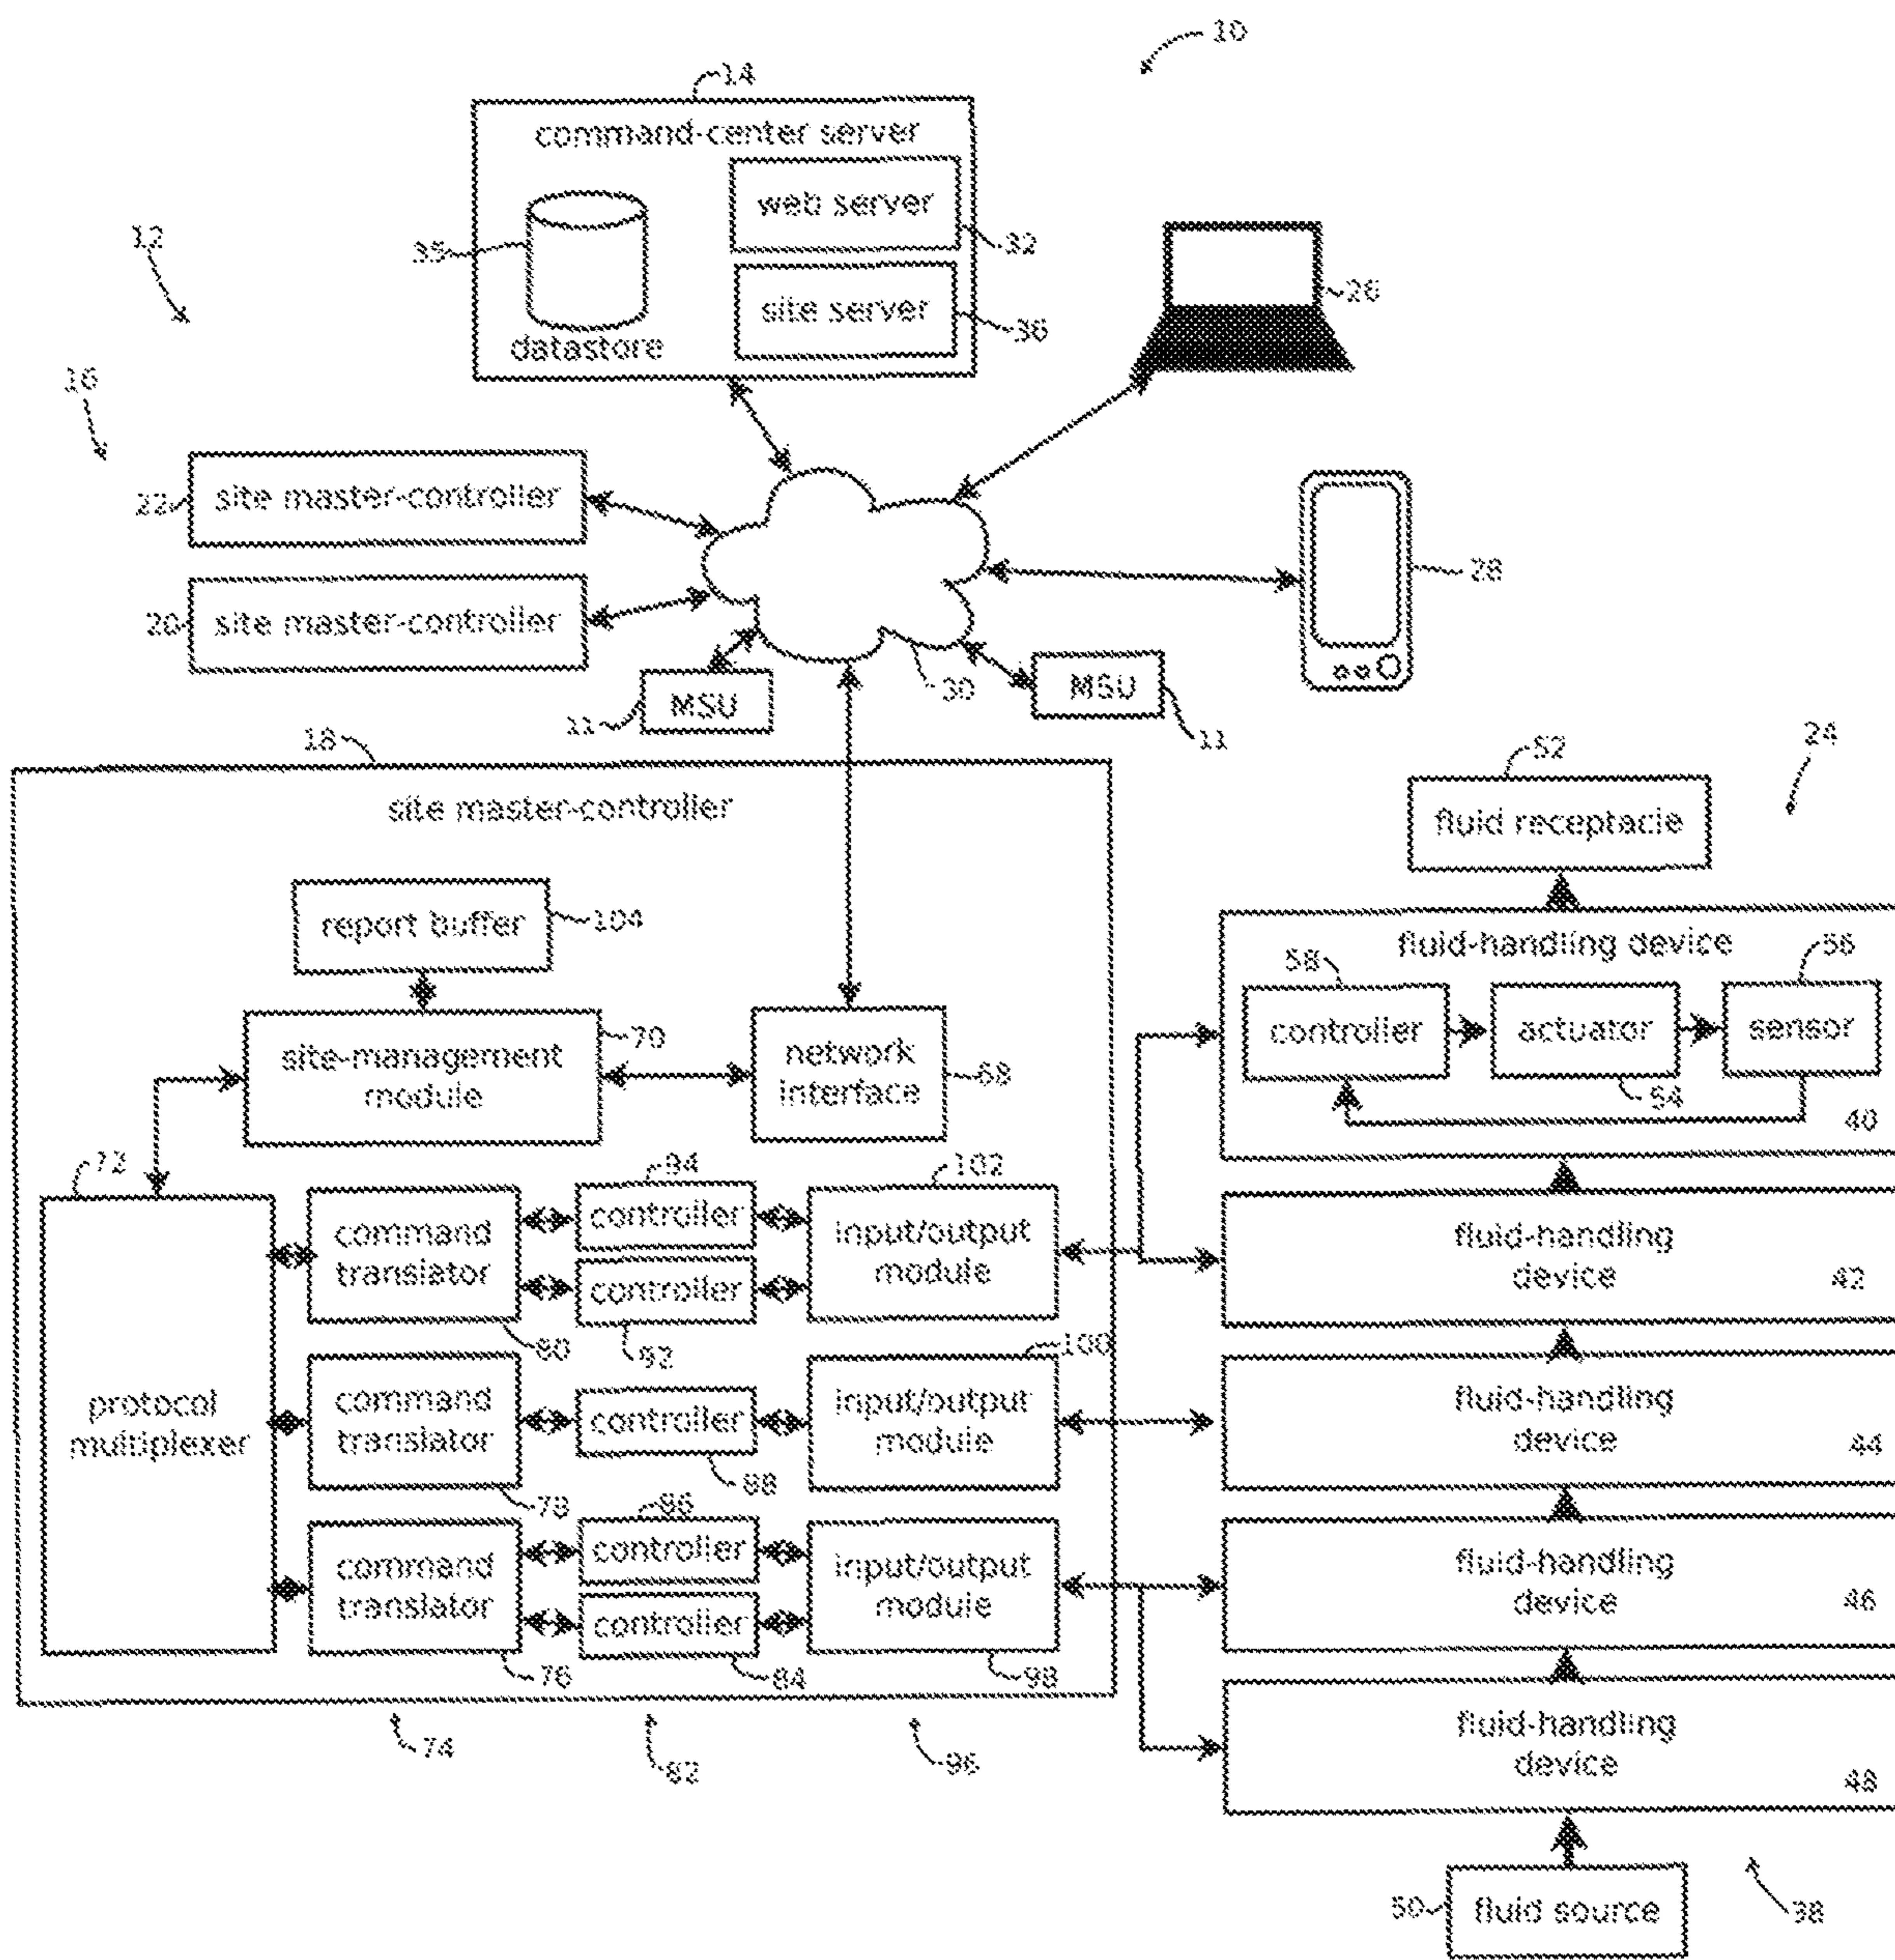 10
14
command-center server
web server
32
35
site server
36
datastore
12
16
26
22
site master-controller
20
site master-controller
28
30
MSU
11
MSU
11
18
site master-controller
24
52
fluid receptacle
report buffer
104
fluid-handling device
58
56
controller
actuator
sensor
54
40
site-management
module
70
network
interface
68
72
protocol
multiplexer
94
102
command
translator
controller
controller
input/output
module
80
92
fluid-handling
device
42
100
command
translator
controller
input/output
module
78
88
fluid-handling
device
44
86
command
translator
controller
controller
input/output
module
76
84
98
fluid-handling
device
46
74
82
96
fluid-handling
device
48
50
fluid source
38